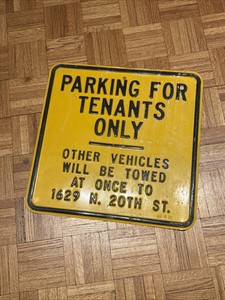 PARKING FOR
TENANTS
ONLY
OTHER VEHICLES
WILL BE TOWED
AT ONCE TO
1629 N. 20TH ST.